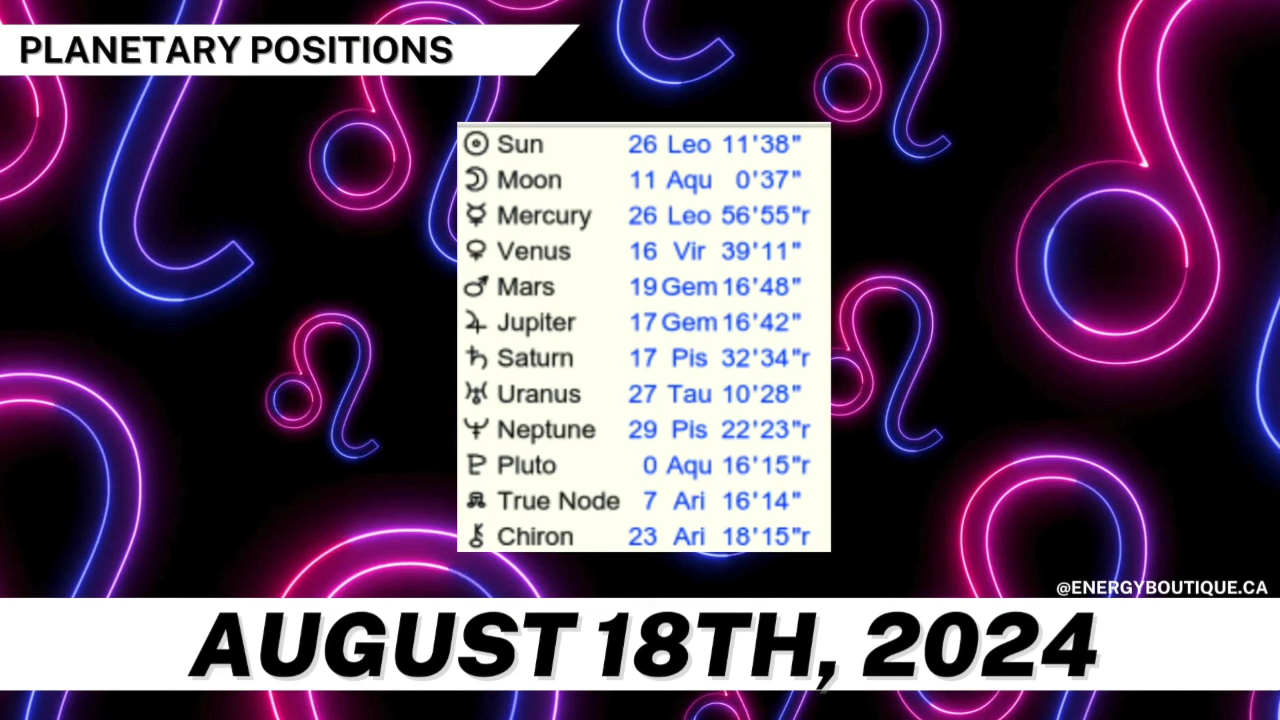 PLANETARY POSITIONS
Sun 26 Leo 11'38"
Moon 11 Aqu 0'37"
Mercury 26 Leo 56'55"r
Venus 16 Vir 39'11"
Mars 19 Gem 16'48"
Jupiter 17 Gem 16'42"
Saturn 17 Pis 32'34"r
Uranus 27 Tau 10'28"
Neptune 29 Pis 22'23"r
Pluto 0 Aqu 16'15"r
True Node 7 Ari 16'14"
Chiron 23 Ari 18'15"r
@ENERGYBOUTIQUE.CA
AUGUST 18TH, 2024